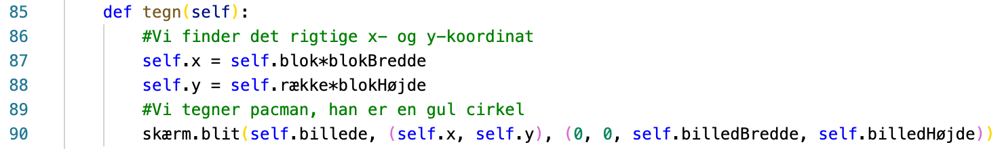 85 def tegn(self):
86 #Vi finder det rigtige x- og y-koordinat
87 self.x = self.blok*blokBredde
88 self.y = self.række*blokHøjde
89 #Vi tegner pacman, han er en gul cirkel
90 skærm.blit(self.billede, (self.x, self.y), (0, 0, self.billedBredde, self.billedHøjde))